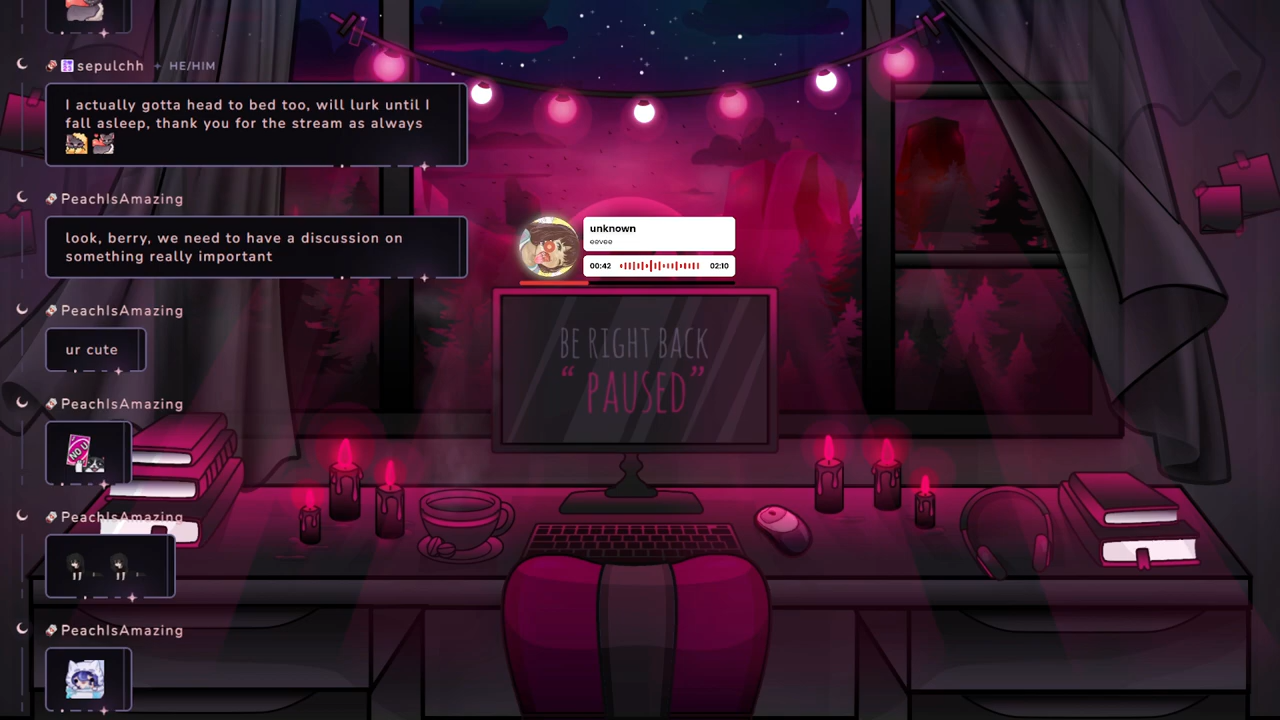 sepulchh HE/HIM
I actually gotta head to bed too, will lurk until I
fall asleep, thank you for the stream as always
PeachIsAmazing
look, berry, we need to have a discussion on
something really important
PeachIsAmazing
ur cute
PeachIsAmazing
NO U
PeachIsAmazing
PeachIsAmazing
unknown
eevee
00:42 02:10
BE RIGHT BACK
“ PAUSED”